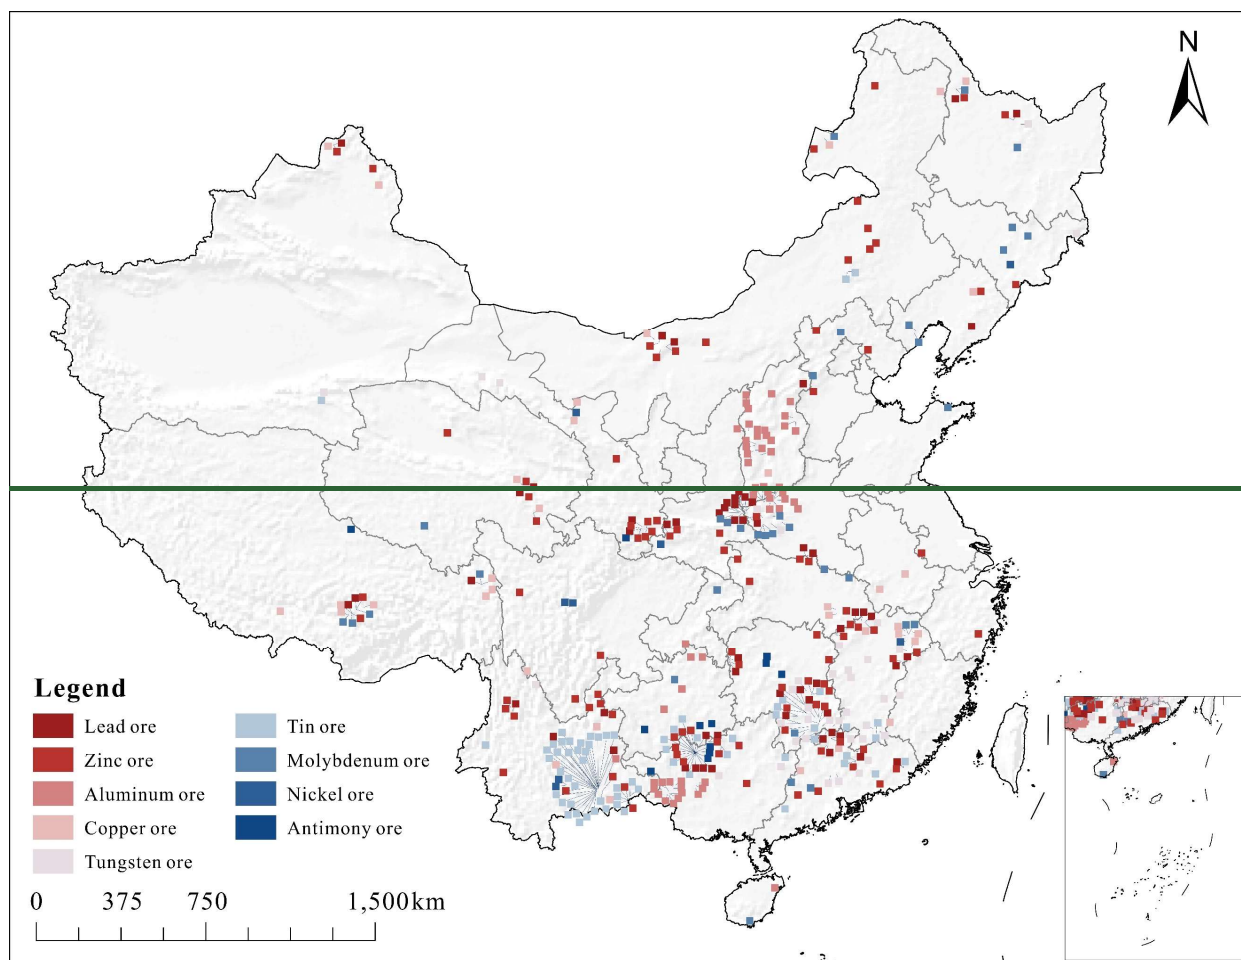 N
Legend
Lead ore
Zinc ore
Aluminum ore
Copper ore
Tungsten ore
Tin ore
Molybdenum ore
Nickel ore
Antimony ore
0 375 750 1,500km